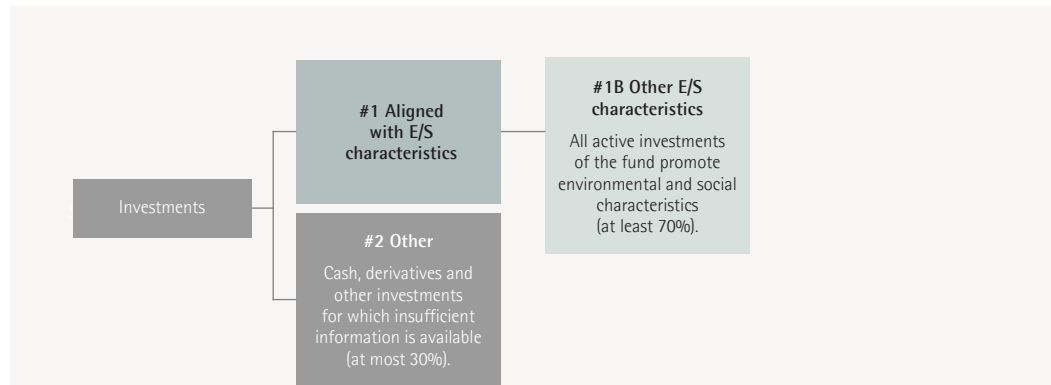 Investments
#1 Aligned
with E/S
characteristics
#1B Other E/S
characteristics
All active investments
of the fund promote
environmental and social
characteristics
(at least 70%).
#2 Other
Cash, derivatives and
other investments
for which insufficient
information is available
(at most 30%).